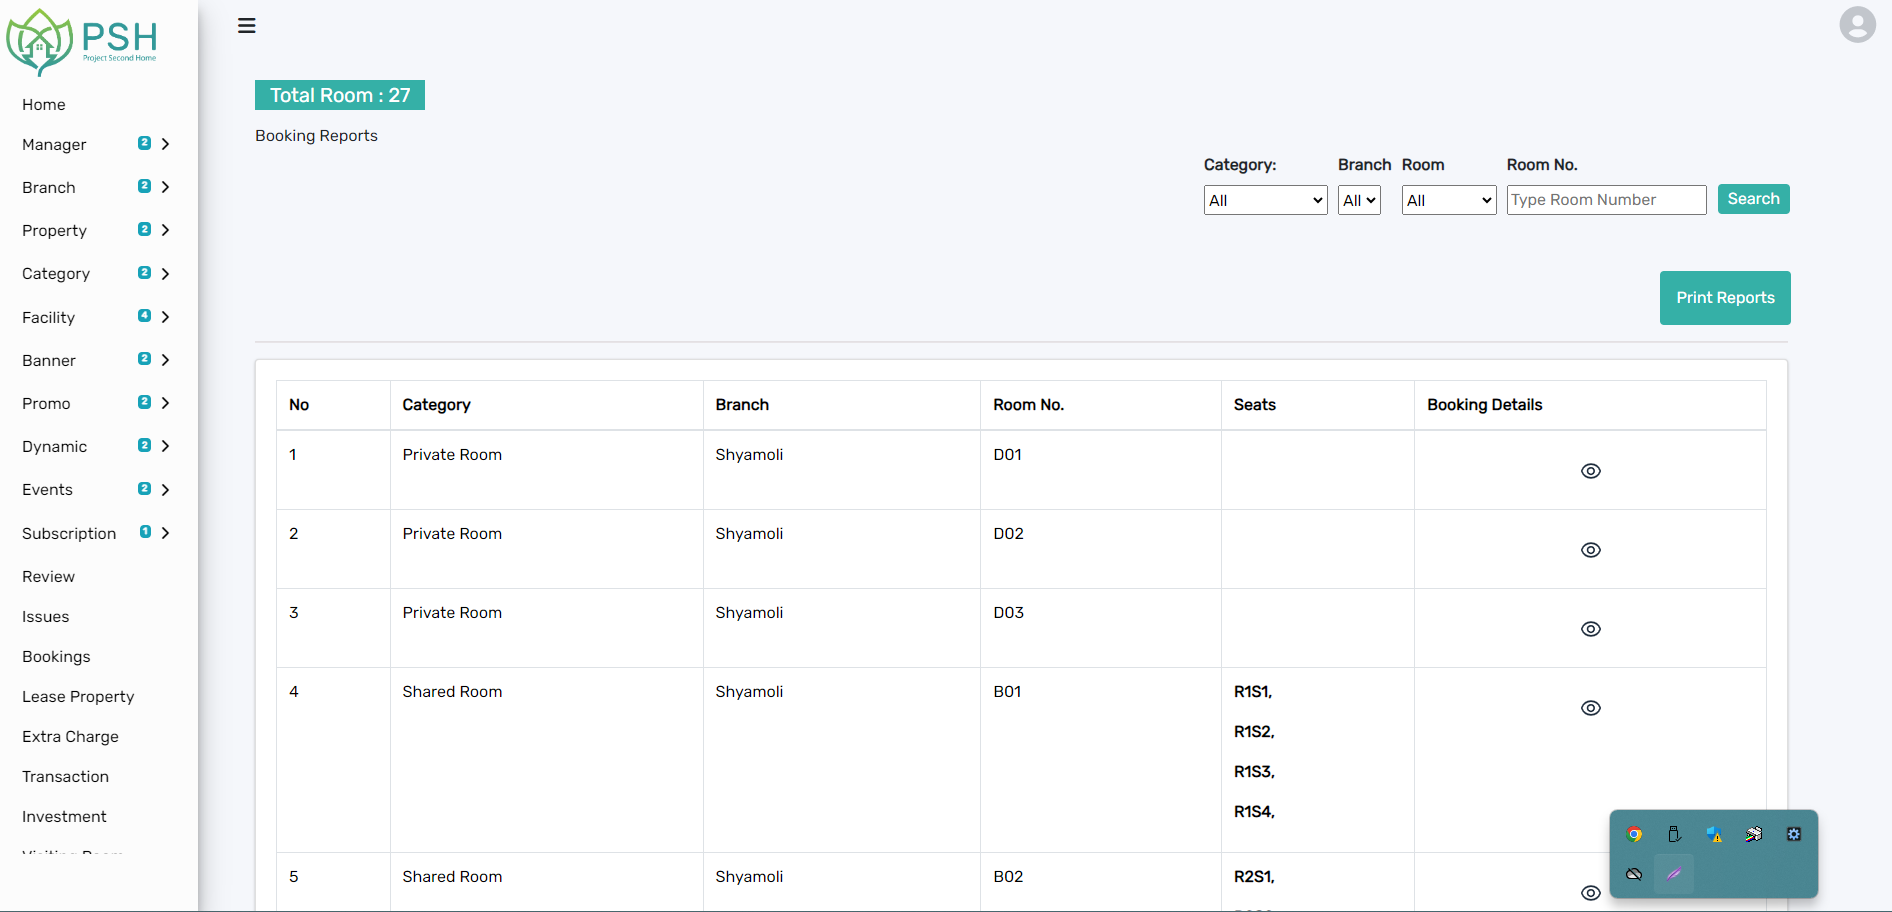 PSH
Project Second Home
Home
Manager 2
Branch 2
Property 2
Category 2
Facility 4
Banner 2
Promo 2
Dynamic 2
Events 2
Subscription 1
Review
Issues
Bookings
Lease Property
Extra Charge
Transaction
Investment
Total Room : 27
Booking Reports
Category: Branch Room Room No.
All All All Type Room Number Search
Print Reports
No Category Branch Room No. Seats Booking Details
1 Private Room Shyamoli D01
2 Private Room Shyamoli D02
3 Private Room Shyamoli D03
4 Shared Room Shyamoli B01 R1S1,
R1S2,
R1S3,
R1S4,
5 Shared Room Shyamoli B02 R2S1,